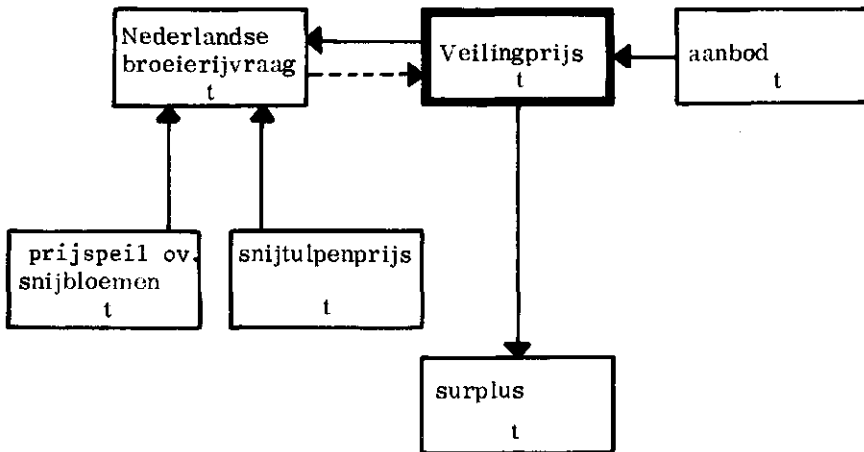 Nederlandse
broeierijvraag
t
Veilingprijs
t
aanbod
t
prijspeil ov.
snijbloemen
t
snijtulpenprijs
t
surplus
t